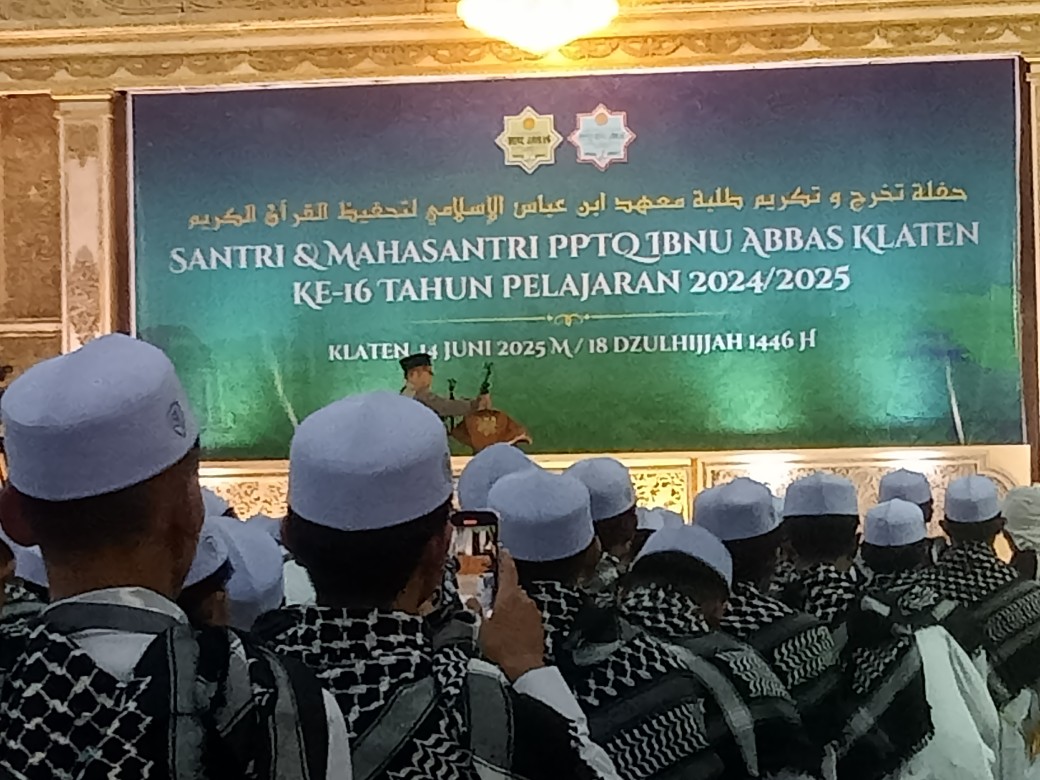 حفلة تخرج و تكريم طلبة معهد ابن عباس الإسلامي لتحفيظ القرآن الكريم
SANTRI & MAHASANTRI PPTQ IBNU ABBAS KLATEN
KE-16 TAHUN PELAJARAN 2024/2025
KLATEN, 14 JUNI 2025 M / 18 DZULHIJJAH 1446 H